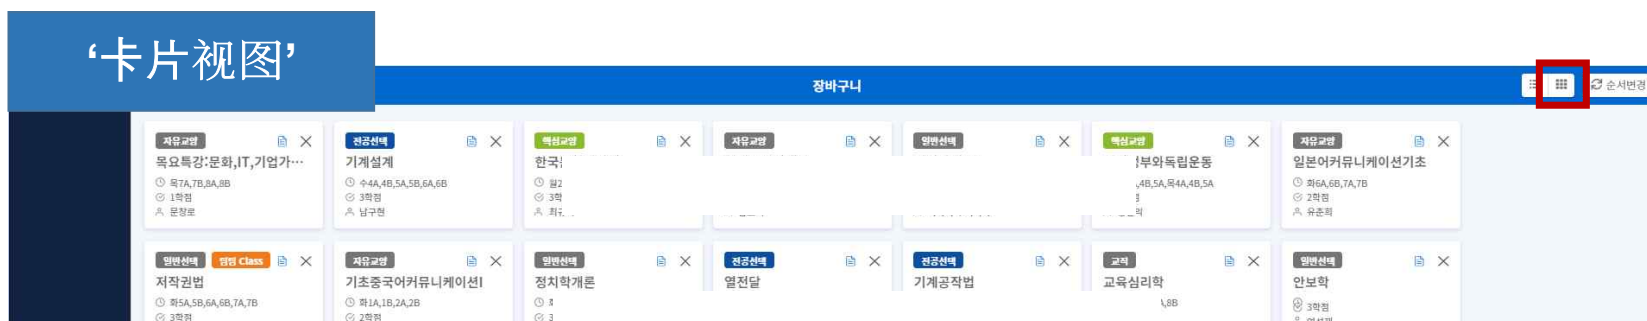 ‘卡片视图’
장바구니
순서변경
자유교양
목요특강:문화,IT,기업가···
목7A,7B,8A,8B
1학점
문창로
전공선택
기계설계
수4A,4B,5A,5B,6A,6B
3학점
남구현
핵심교양
한국
월2
3학
자유교양
일반선택
핵심교양
부와독립운동
,4B,5A,목4A,4B,5A
자유교양
일본어커뮤니케이션기초
화6A,6B,7A,7B
2학점
유준희
일반선택
팀팀 Class
저작권법
화5A,5B,6A,6B,7A,7B
3학점
자유교양
기초중국어커뮤니케이션I
화1A,1B,2A,2B
2학점
일반선택
정치학개론
3
전공선택
열전달
전공선택
기계공작법
교직
교육심리학
,8B
일반선택
안보학
3학점